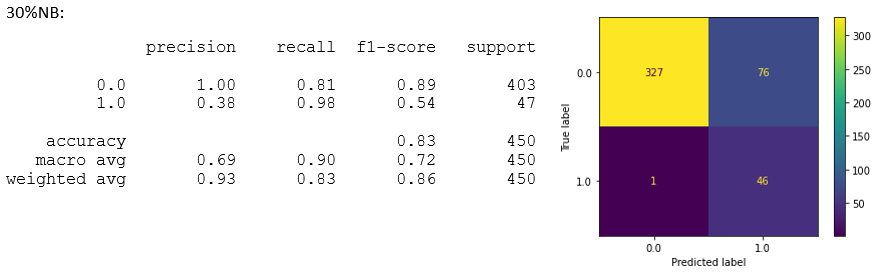 30%NB:
precision recall f1-score support
0.0 1.00 0.81 0.89 403
1.0 0.38 0.98 0.54 47
accuracy 0.83 450
macro avg 0.69 0.90 0.72 450
weighted avg 0.93 0.83 0.86 450
True label
0.0
1.0
327 76
1 46
0.0 1.0
Predicted label
300
250
200
150
100
50